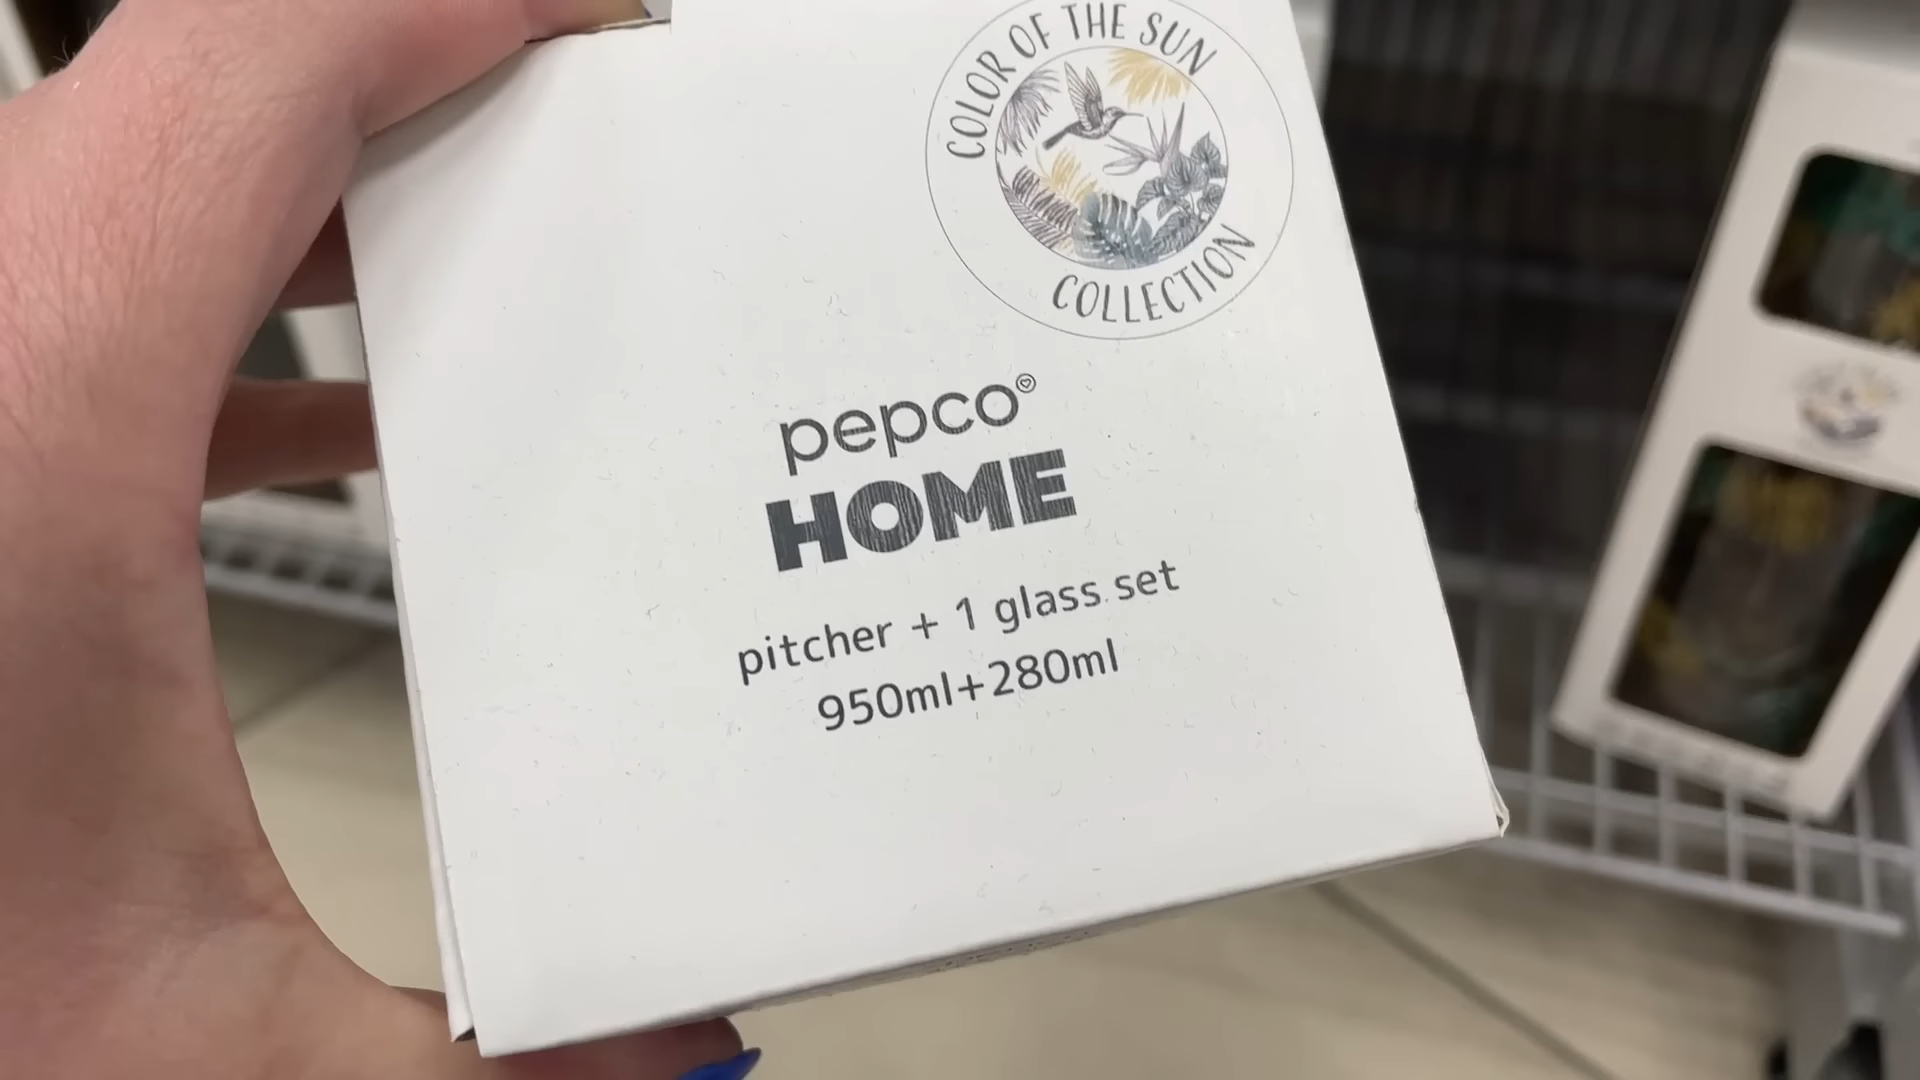 COLOR OF THE SUN
COLLECTION
pepco
HOME
pitcher + 1 glass set
950ml+280ml